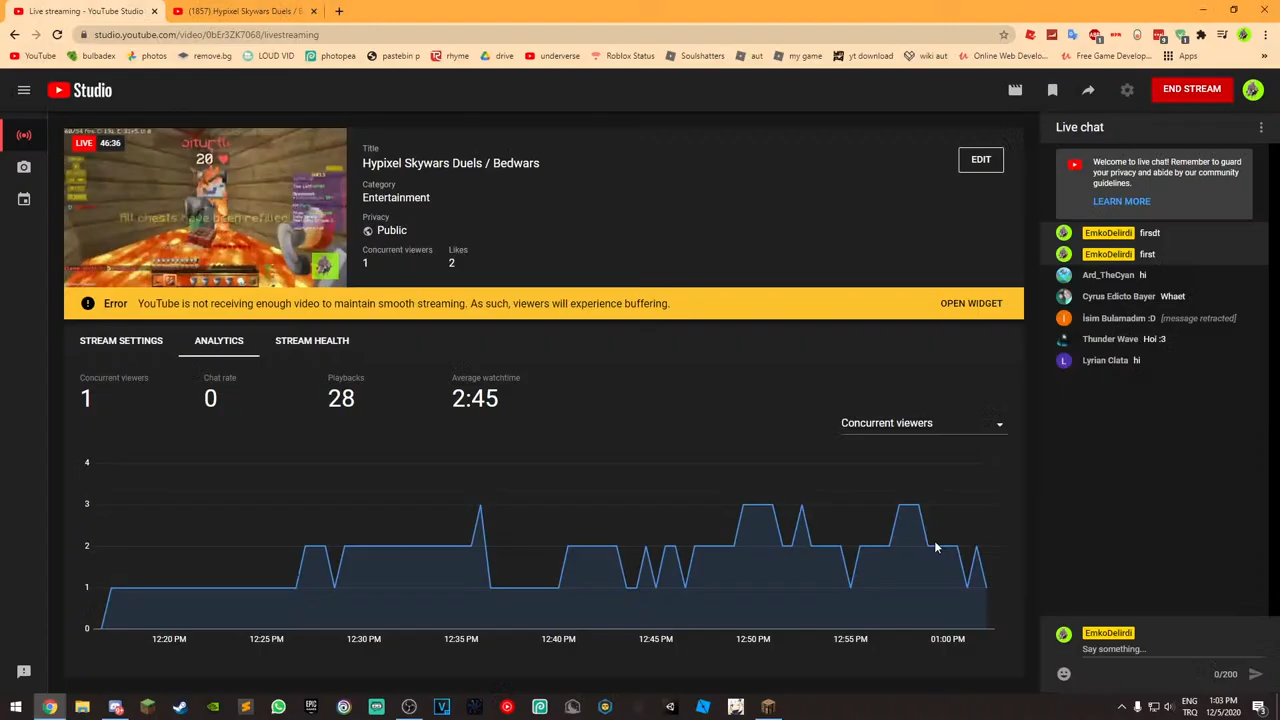 Live streaming - YouTube Studio
(1857) Hypixel Skywars Duels / B
studio.youtube.com/video/0bEr3ZK7068/livestreaming
YouTube
bulbadex
photos
remove.bg
LOUD VID
photopea
pastebin p
rhyme
drive
underverse
Roblox Status
Soulshatters
aut
my game
yt download
wiki aut
Online Web Develo...
Free Game Develop...
Apps
Studio
END STREAM
LIVE 46:36
20
All chests have been refilled
Title
Hypixel Skywars Duels / Bedwars
Category
Entertainment
Privacy
Public
Concurrent viewers
1
Likes
2
EDIT
Error YouTube is not receiving enough video to maintain smooth streaming. As such, viewers will experience buffering.
OPEN WIDGET
STREAM SETTINGS
ANALYTICS
STREAM HEALTH
Concurrent viewers
1
Chat rate
0
Playbacks
28
Average watchtime
2:45
Concurrent viewers
4
3
2
1
0
12:20 PM
12:25 PM
12:30 PM
12:35 PM
12:40 PM
12:45 PM
12:50 PM
12:55 PM
01:00 PM
Live chat
Welcome to live chat! Remember to guard
your privacy and abide by our community
guidelines.
LEARN MORE
EmkoDelirdi firsdt
EmkoDelirdi first
Ard_TheCyan hi
Cyrus Edicto Bayer Whaet
İsim Bulamadım :D [message retracted]
Thunder Wave Hoi :3
Lyrian Clata hi
EmkoDelirdi
Say something...
0/200
ENG
TRQ
1:03 PM
12/5/2020